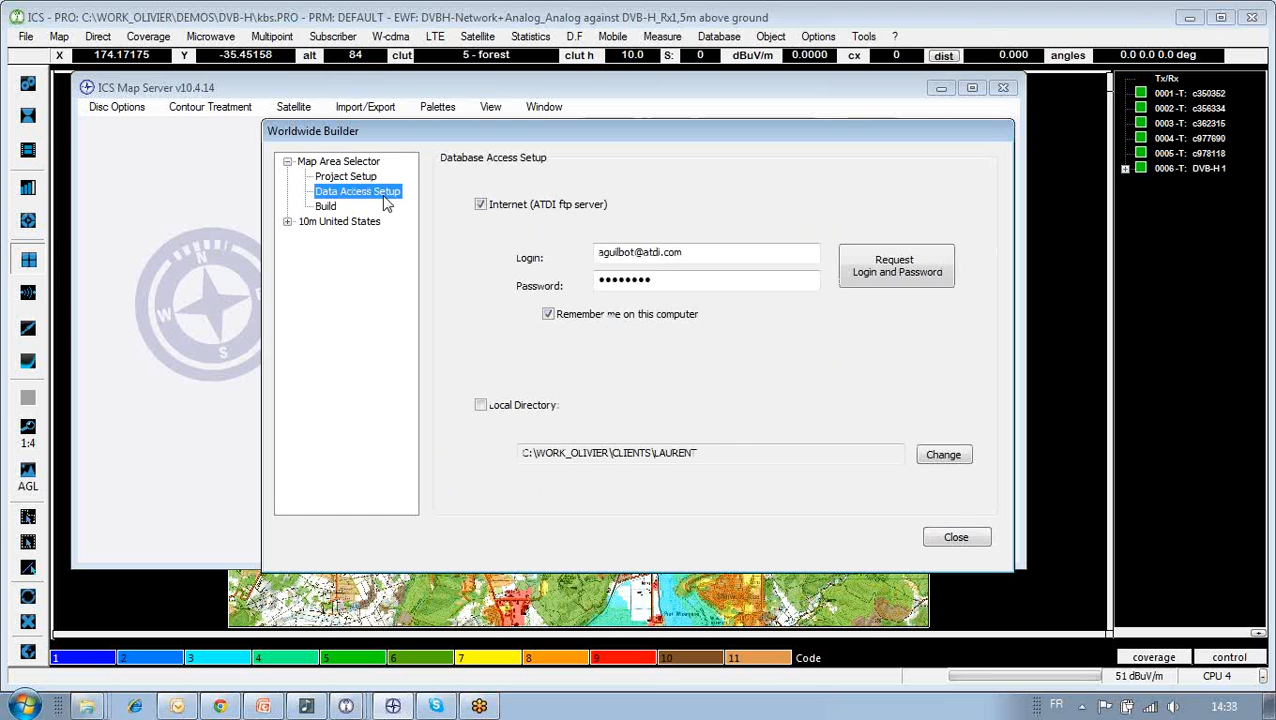 ICS - PRO: C:\WORK_OLIVIER\DEMOS\DVB-H\kbs.PRO - PRM: DEFAULT - EWF: DVBH-Network+Analog_Analog against DVB-H_Rx1,5m above ground
File Map Direct Coverage Microwave Multipoint Subscriber D.F W-cdma LTE Satellite Statistics Mobile Measure Database Object Options Tools ?
X 174.17175 Y -35.45158 alt 84 clut 5 - forest clut h 10.0 S: 0 dBuV/m 0.0000 cx 0 dist 0.000 angles 0.0 0.0 0.0 deg
Tx/Rx
0001 -T: c350352
0002 -T: c356334
0003 -T: c362315
0004 -T: c977690
0005 -T: c978118
0006 -T: DVB-H 1
ICS Map Server v10.4.14
Disc Options Contour Treatment Satellite Import/Export Palettes View Window
Worldwide Builder
Map Area Selector
Project Setup
Data Access Setup
Build
10m United States
Database Access Setup
Internet (ATDI ftp server)
Login: aguilbot@atdi.com
Password: ●●●●●●●●
Request
Login and Password
Remember me on this computer
Local Directory:
C:\WORK_OLIVIER\CLIENTS\LAURENT
Change
Close
1:4
AGL
1 2 3 4 5 6 7 8 9 10 11 Code
coverage control
51 dBuV/m CPU 4
FR 14:38